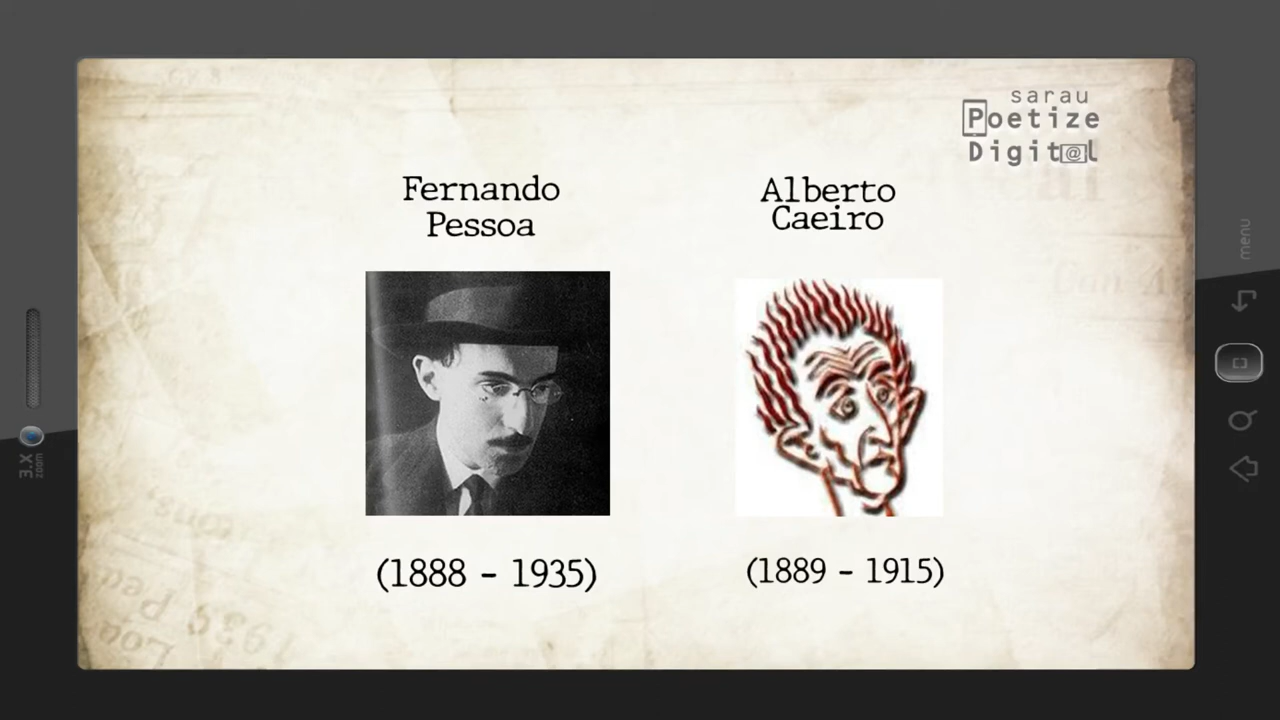 sarau
Poetize
Digit@l
Fernando
Pessoa
Alberto
Caeiro
(1888 - 1935)
(1889 - 1915)
menu
3.X
zoom